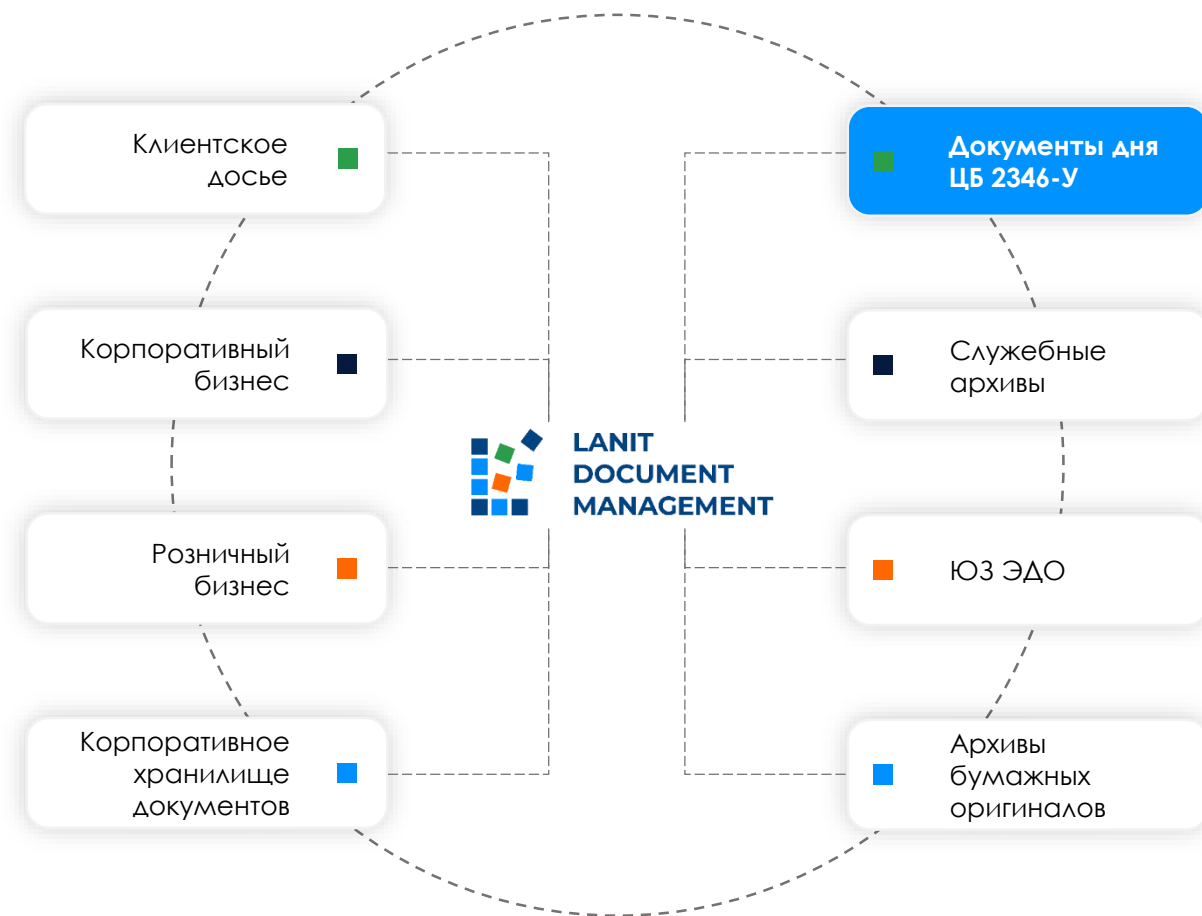 Клиентское
досье
Корпоративный
бизнес
Розничный
бизнес
Корпоративное
хранилище
документов
LANIT
DOCUMENT
MANAGEMENT
Документы дня
ЦБ 2346-У
Служебные
архивы
ЮЗ ЭДО
Архивы
бумажных
оригиналов